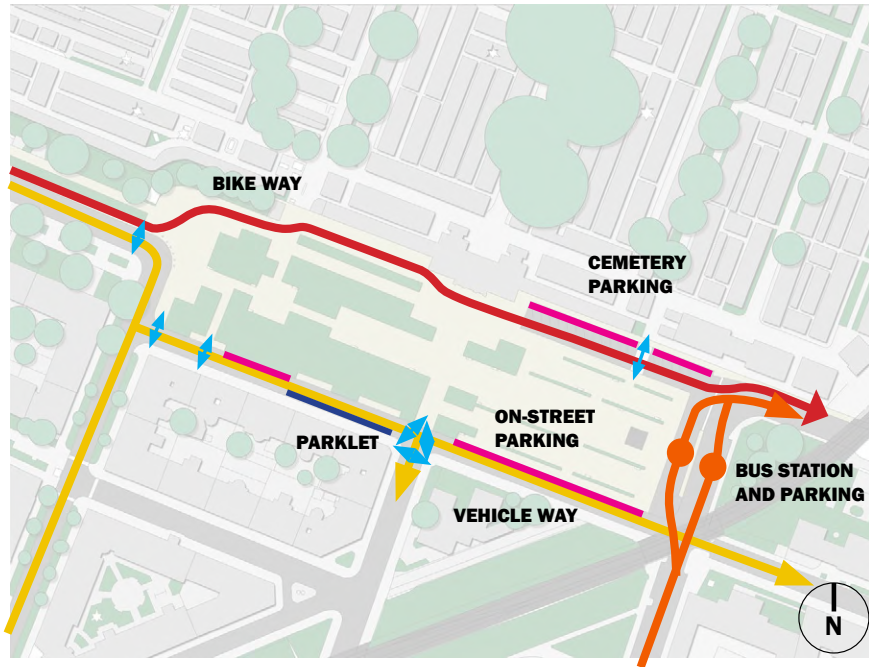 BIKE WAY
CEMETERY
PARKING
ON-STREET
PARKING
PARKLET
BUS STATION
AND PARKING
VEHICLE WAY
N